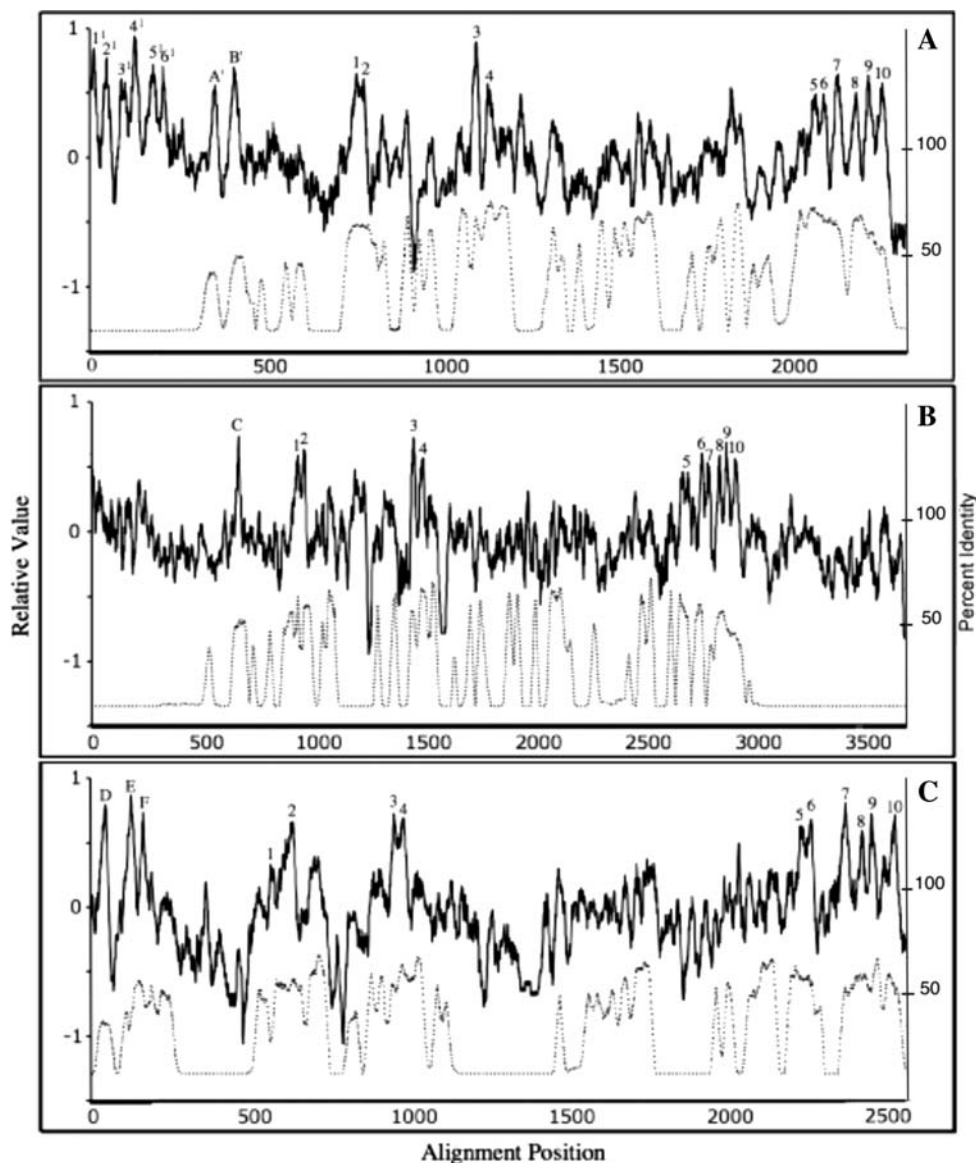 A
1
0
-1
1¹ 2¹ 3¹ 4¹ 5¹ 6¹ A' B' 1 2 3 4 5 6 7 8 9 10
100
50
0 500 1000 1500 2000
B
1
0
-1
C 1 2 3 4 5 6 7 8 9 10
100
50
0 500 1000 1500 2000 2500 3000 3500
Relative Value
Percent Identity
C
1
0
-1
D E F 1 2 3 4 5 6 7 8 9 10
100
50
0 500 1000 1500 2000 2500
Alignment Position